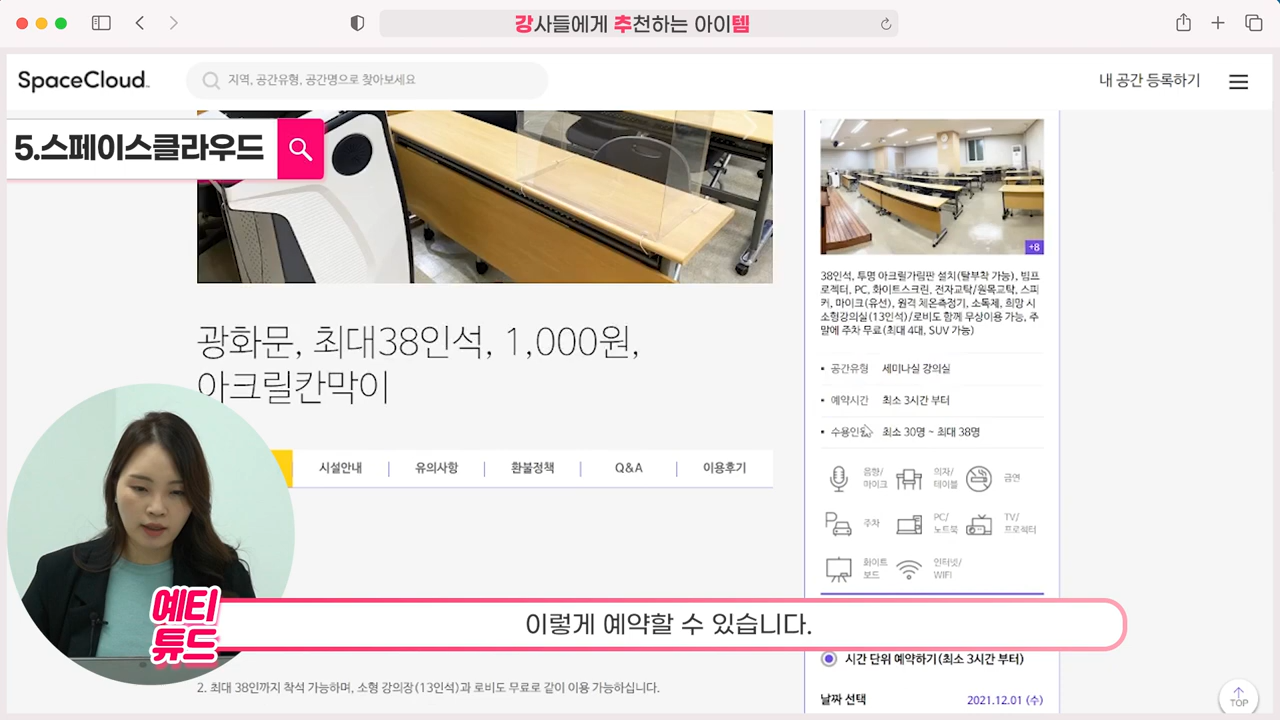 강사들에게 추천하는 아이템
SpaceCloud
지역, 공간유형, 공간명으로 찾아보세요
내 공간 등록하기
5.스페이스클라우드
+8
38인석, 투명 아크릴가림판 설치(탈부착 가능), 빔프
로젝터, PC, 화이트스크린, 전자교탁/원목교탁, 스피
커, 마이크(유선), 원격 체온측정기, 소독제, 희망 시
소형강의실(13인석)/로비도 함께 무상이용 가능, 주
말에 주차 무료(최대 4대, SUV 가능)
광화문, 최대38인석, 1,000원,
아크릴칸막이
• 공간유형 세미나실 강의실
• 예약시간 최소 3시간 부터
• 수용인원 최소 30명 ~ 최대 38명
시설안내
유의사항
환불정책
Q&A
이용후기
음향/
마이크
의자/
테이블
금연
주차
PC/
노트북
TV/
프로젝터
화이트
보드
인터넷/
WIFI
예티
튜드
이렇게 예약할 수 있습니다.
시간 단위 예약하기(최소 3시간 부터)
2. 최대 38인까지 착석 가능하며, 소형 강의장(13인석)과 로비도 무료로 같이 이용 가능하십니다.
날짜 선택 2021.12.01 (수)
TOP